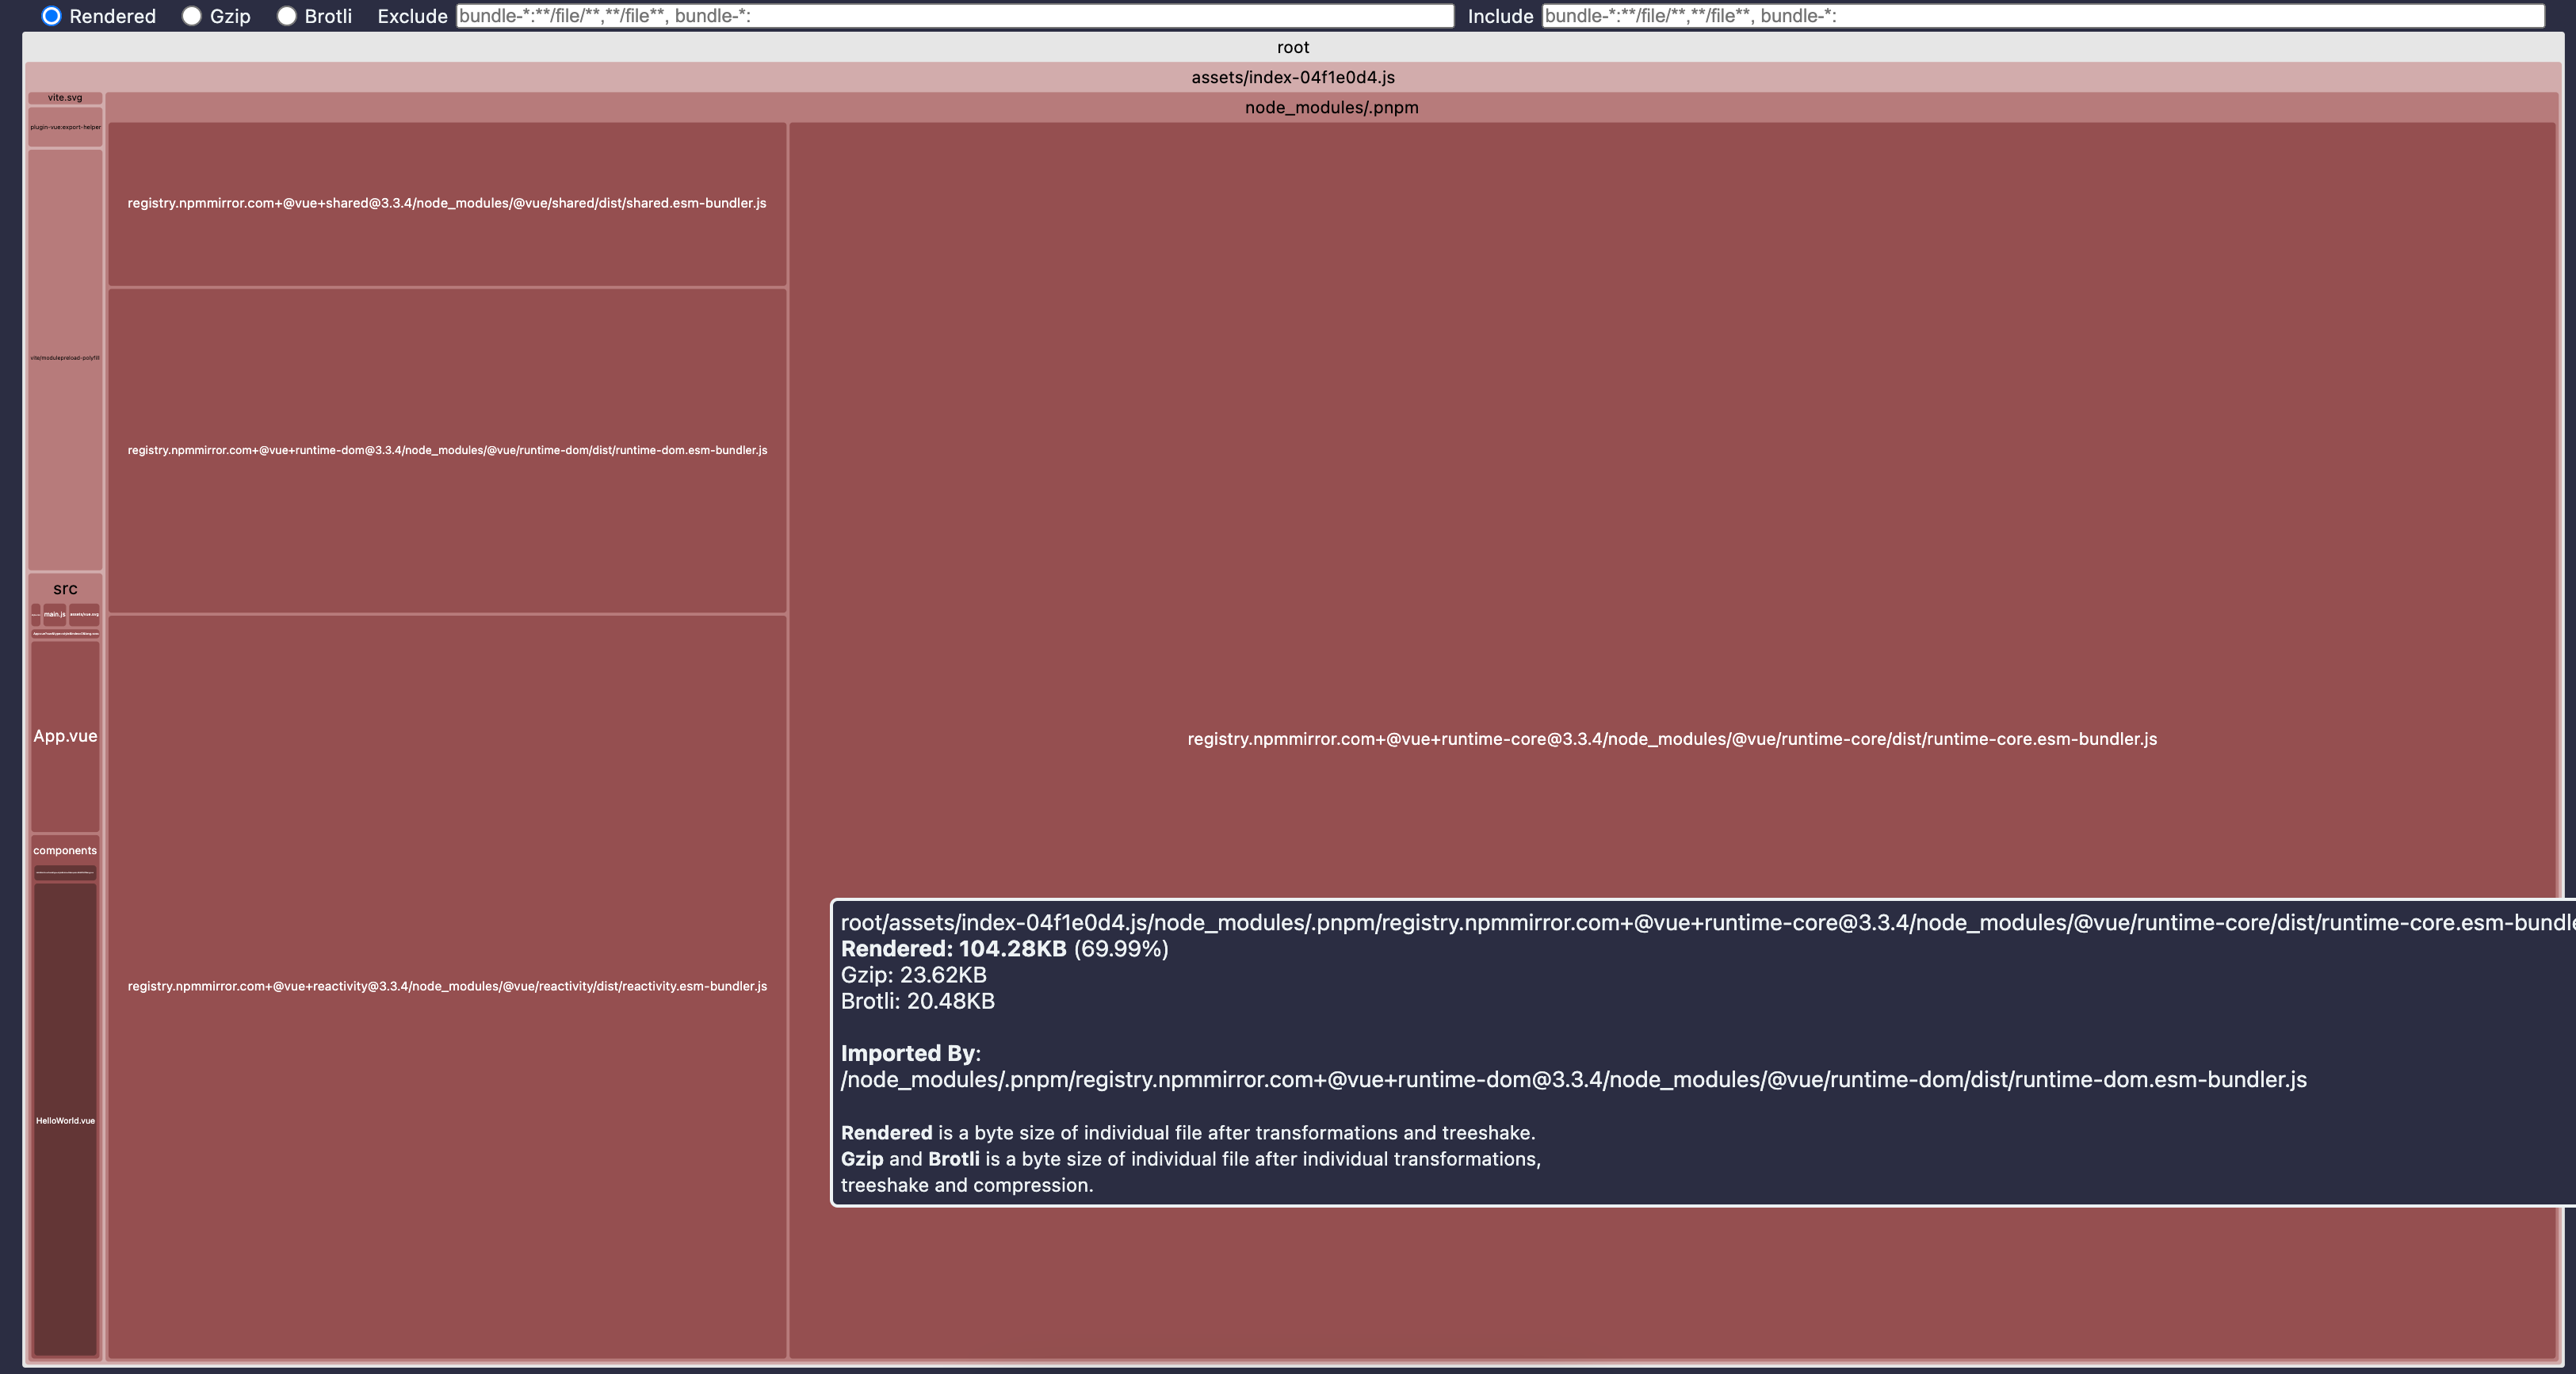 Rendered Gzip Brotli Exclude bundle-*:**/file/**,**/file**, bundle-*: Include bundle-*:**/file/**,**/file**, bundle-*:
root
assets/index-04f1e0d4.js
node_modules/.pnpm
vite.svg
plugin-vue:export-helper
vite/modulepreload-polyfill
src
main.js
assets/vue.svg
App.vue
components
HelloWorld.vue
registry.npmmirror.com+@vue+shared@3.3.4/node_modules/@vue/shared/dist/shared.esm-bundler.js
registry.npmmirror.com+@vue+runtime-dom@3.3.4/node_modules/@vue/runtime-dom/dist/runtime-dom.esm-bundler.js
registry.npmmirror.com+@vue+reactivity@3.3.4/node_modules/@vue/reactivity/dist/reactivity.esm-bundler.js
registry.npmmirror.com+@vue+runtime-core@3.3.4/node_modules/@vue/runtime-core/dist/runtime-core.esm-bundler.js
root/assets/index-04f1e0d4.js/node_modules/.pnpm/registry.npmmirror.com+@vue+runtime-core@3.3.4/node_modules/@vue/runtime-core/dist/runtime-core.esm-bundle
Rendered: 104.28KB (69.99%)
Gzip: 23.62KB
Brotli: 20.48KB
Imported By:
/node_modules/.pnpm/registry.npmmirror.com+@vue+runtime-dom@3.3.4/node_modules/@vue/runtime-dom/dist/runtime-dom.esm-bundler.js
Rendered is a byte size of individual file after transformations and treeshake.
Gzip and Brotli is a byte size of individual file after individual transformations,
treeshake and compression.